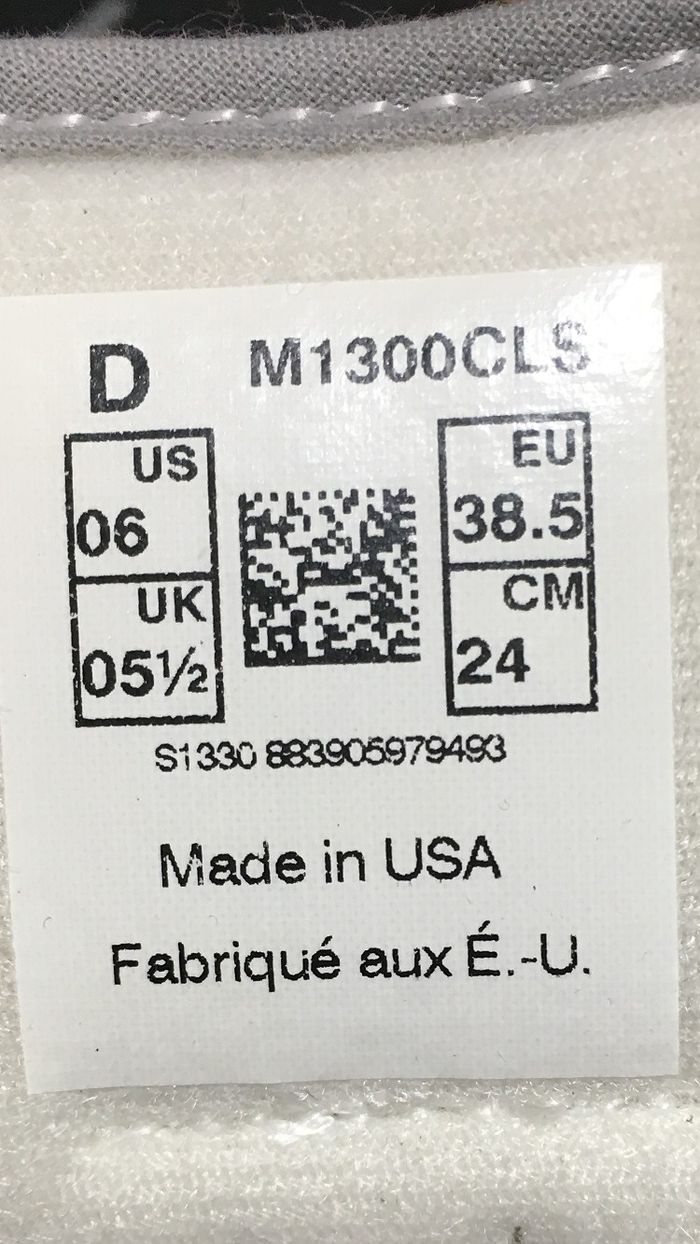 D M1300CLS
US EU
06 38.5
UK CM
05½ 24
S1330 883905979493
Made in USA
Fabriqué aux É.-U.